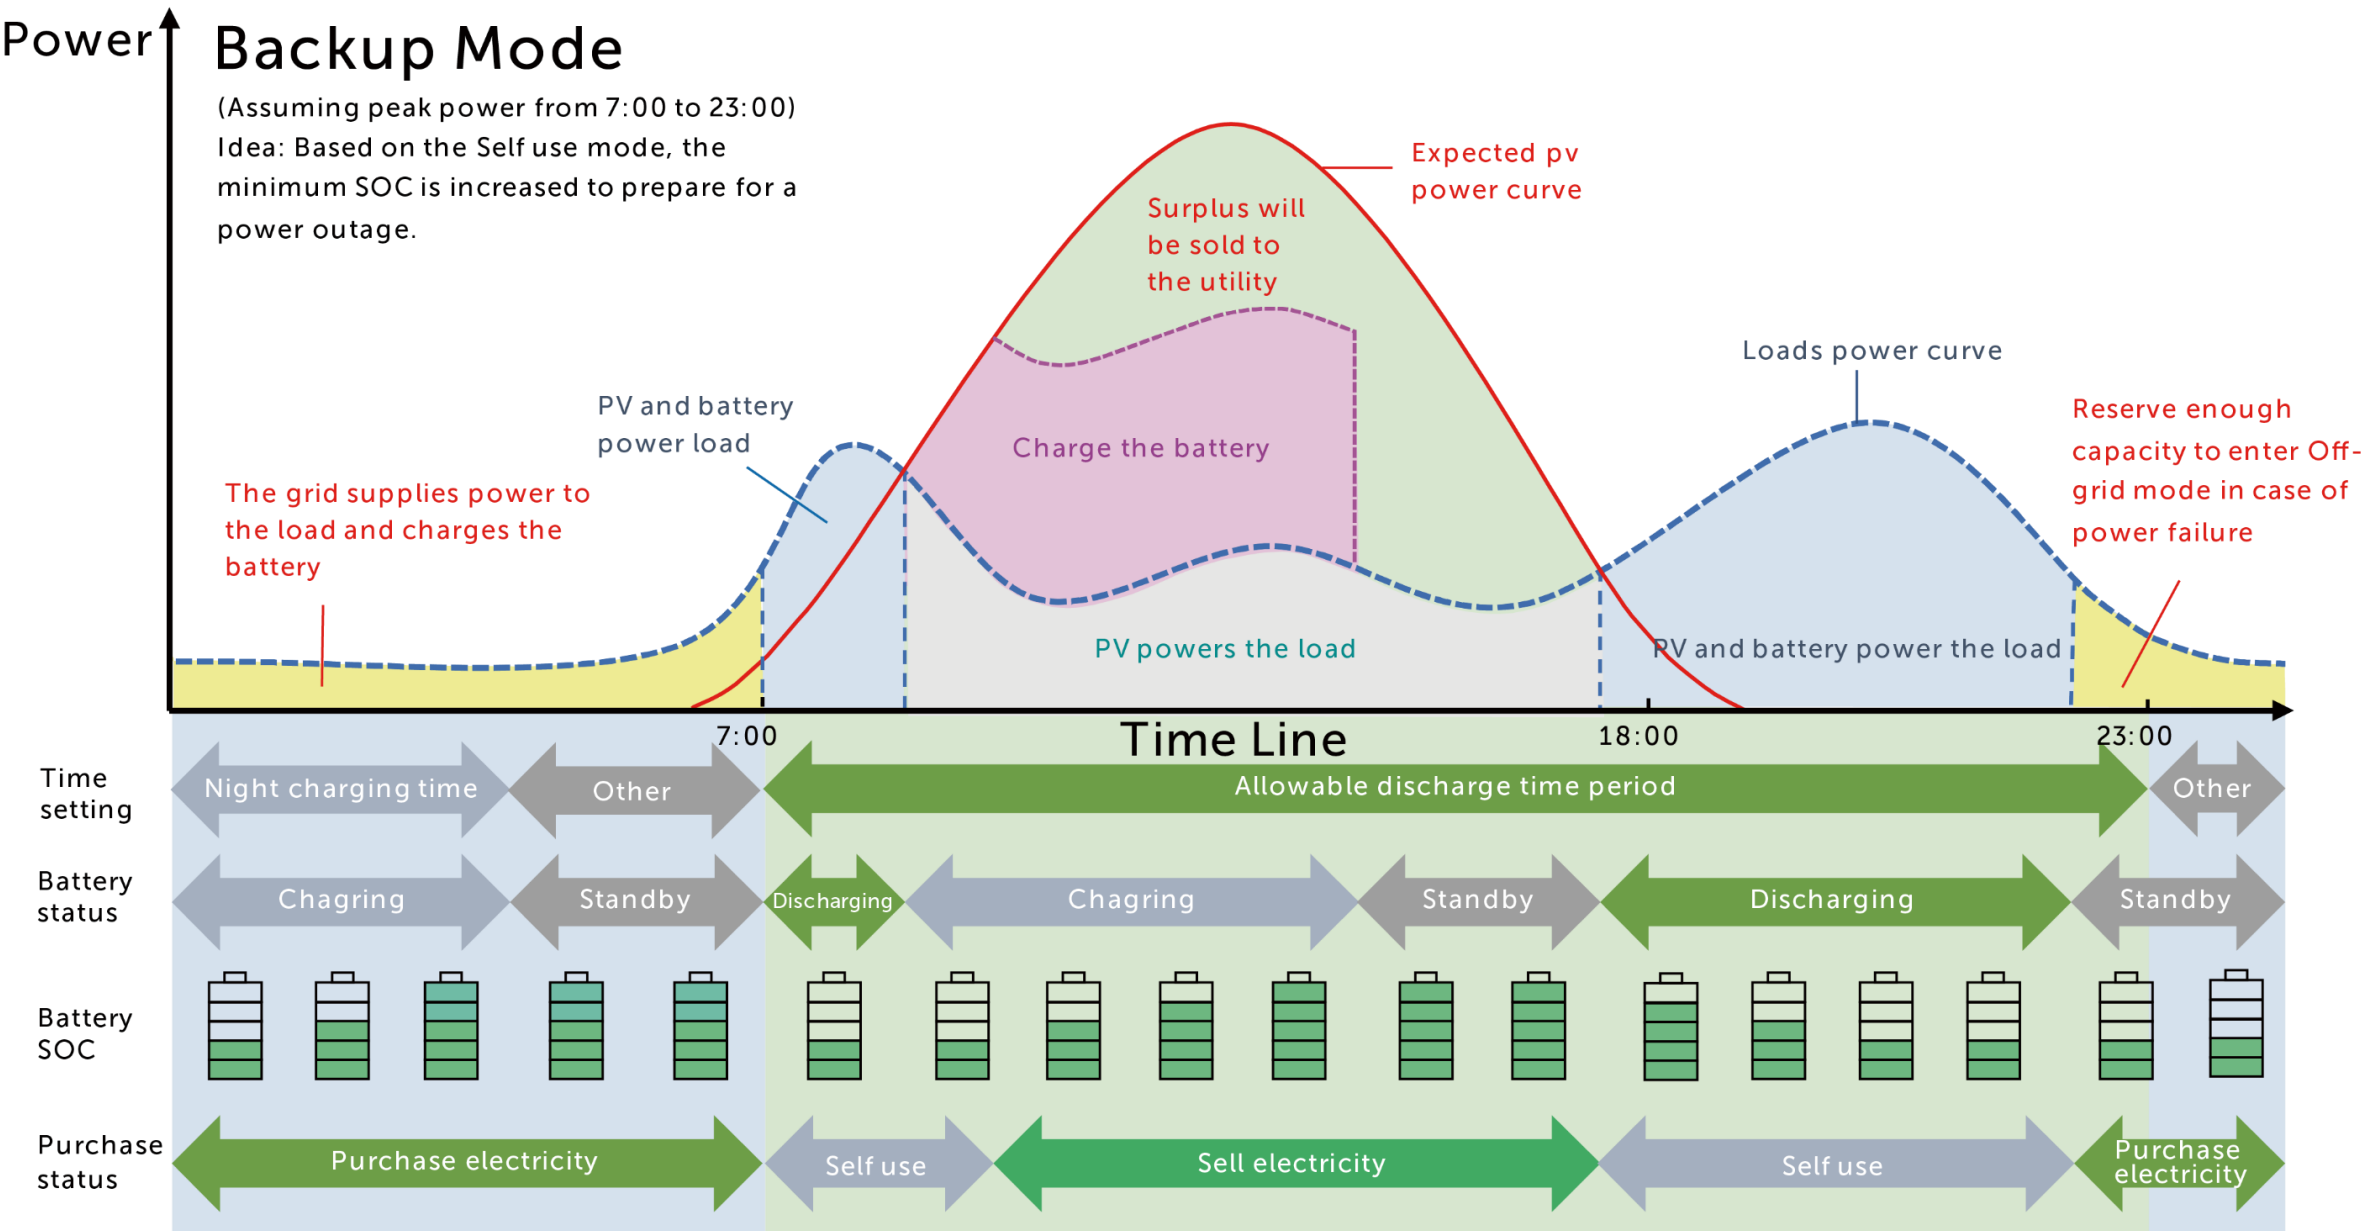 Power
Backup Mode
(Assuming peak power from 7:00 to 23:00)
Idea: Based on the Self use mode, the
minimum SOC is increased to prepare for a
power outage.
Expected pv
power curve
Surplus will
be sold to
the utility
Loads power curve
PV and battery
power load
Reserve enough
capacity to enter Off-
grid mode in case of
power failure
Charge the battery
The grid supplies power to
the load and charges the
battery
PV powers the load
PV and battery power the load
7:00
Time Line
18:00
23:00
Time
setting
Night charging time
Other
Allowable discharge time period
Other
Battery
status
Chagring
Standby
Discharging
Chagring
Standby
Discharging
Standby
Battery
SOC
Purchase
status
Purchase electricity
Self use
Sell electricity
Self use
Purchase
electricity